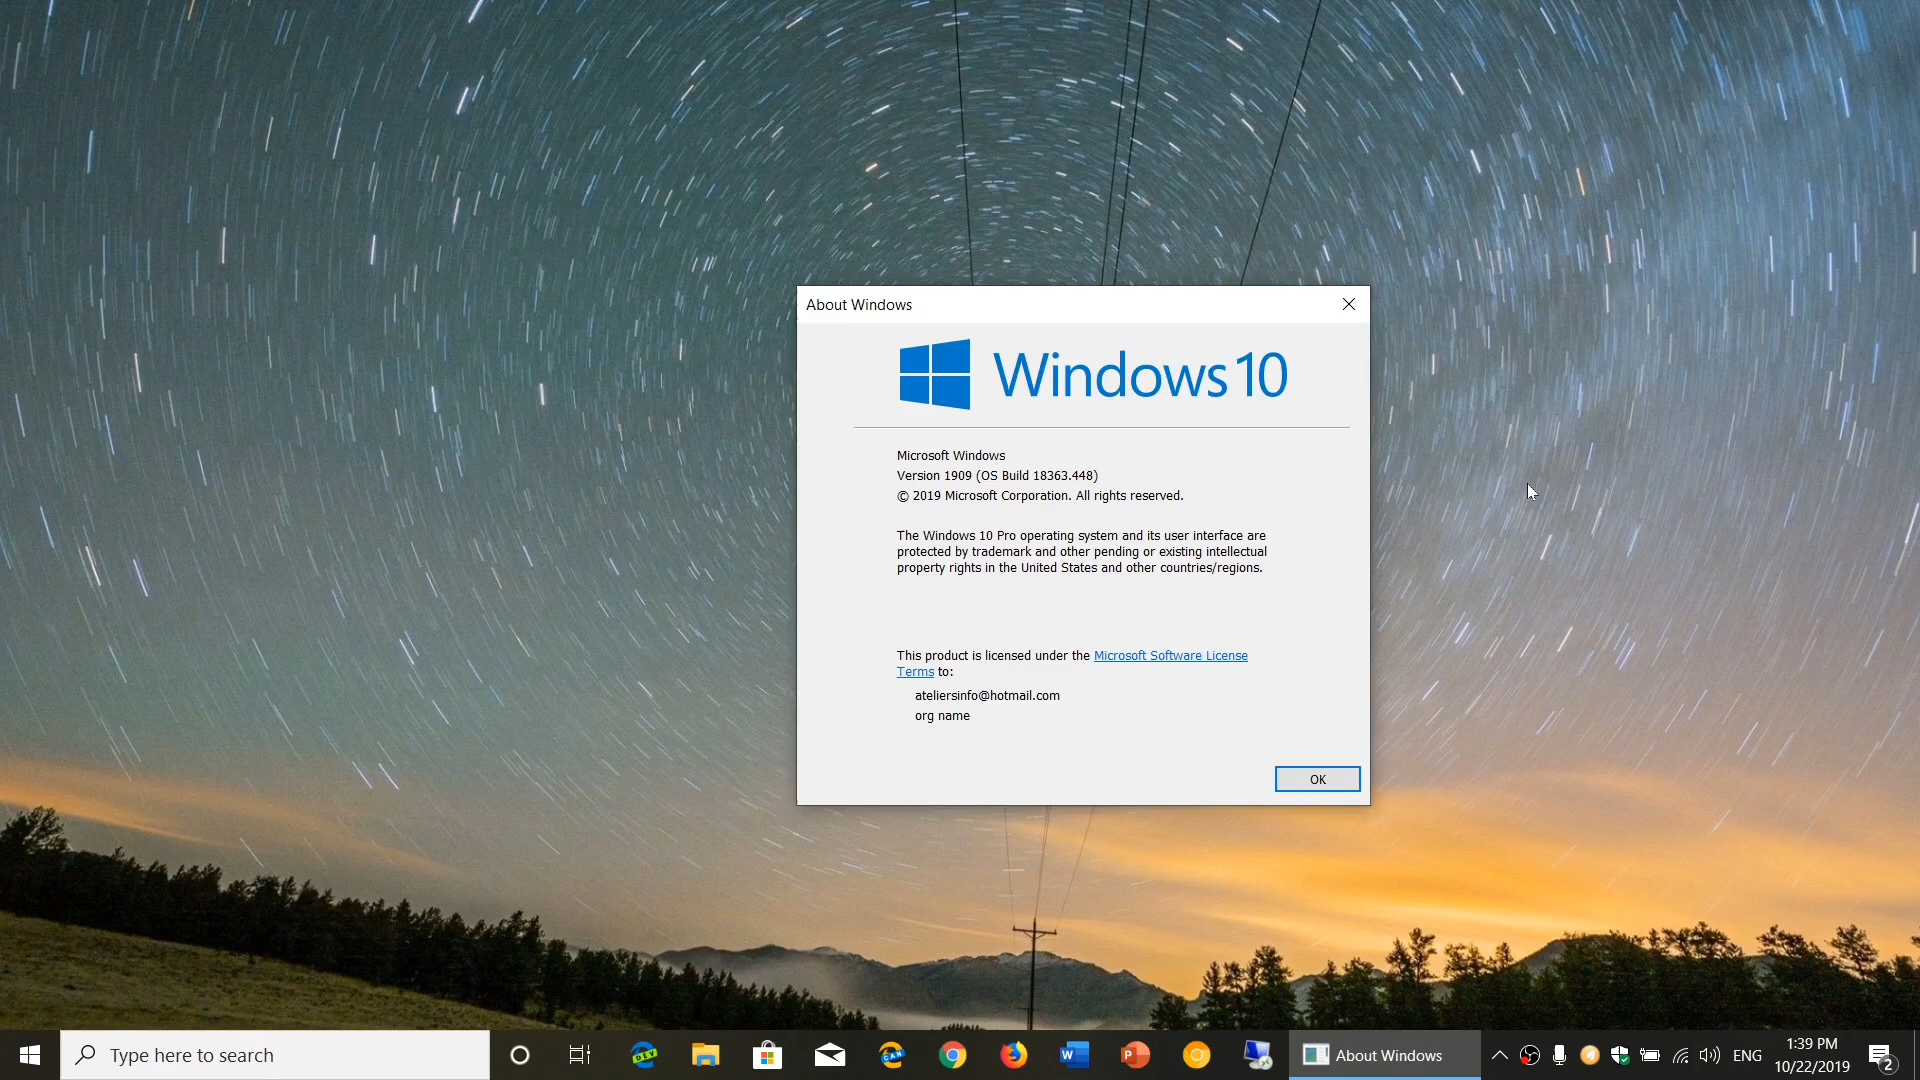 About Windows
Windows 10
Microsoft Windows
Version 1909 (OS Build 18363.448)
© 2019 Microsoft Corporation. All rights reserved.
The Windows 10 Pro operating system and its user interface are
protected by trademark and other pending or existing intellectual
property rights in the United States and other countries/regions.
This product is licensed under the Microsoft Software License
Terms to:
ateliersinfo@hotmail.com
org name
OK
Type here to search
DEV
CAN
W
P
About Windows
ENG
1:39 PM
10/22/2019
2